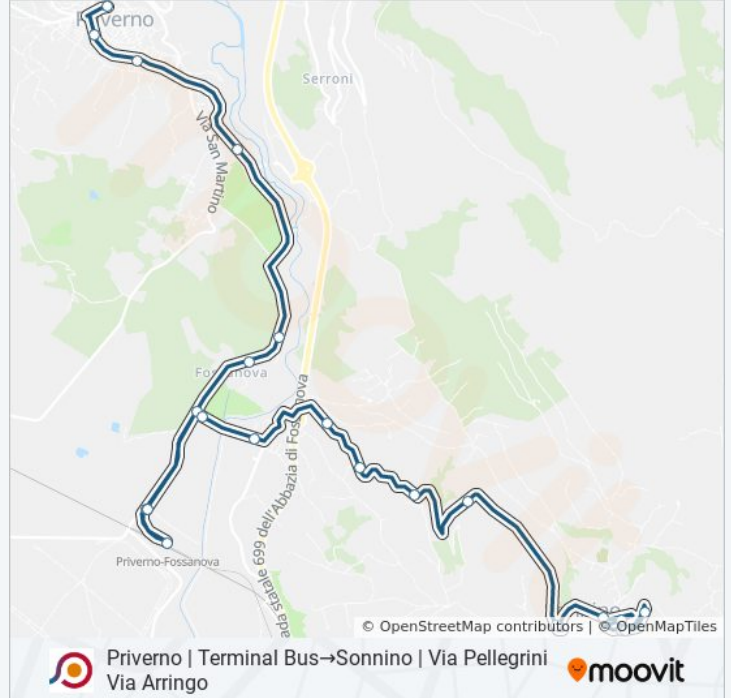 Priverno
Serroni
Via San Martino
Fossanova
ada statale 699 dell'Abbazia di Fossanova
Priverno-Fossanova
© OpenStreetMap contributors | © OpenMapTiles
Priverno | Terminal Bus→Sonnino | Via Pellegrini
Via Arringo
moovit